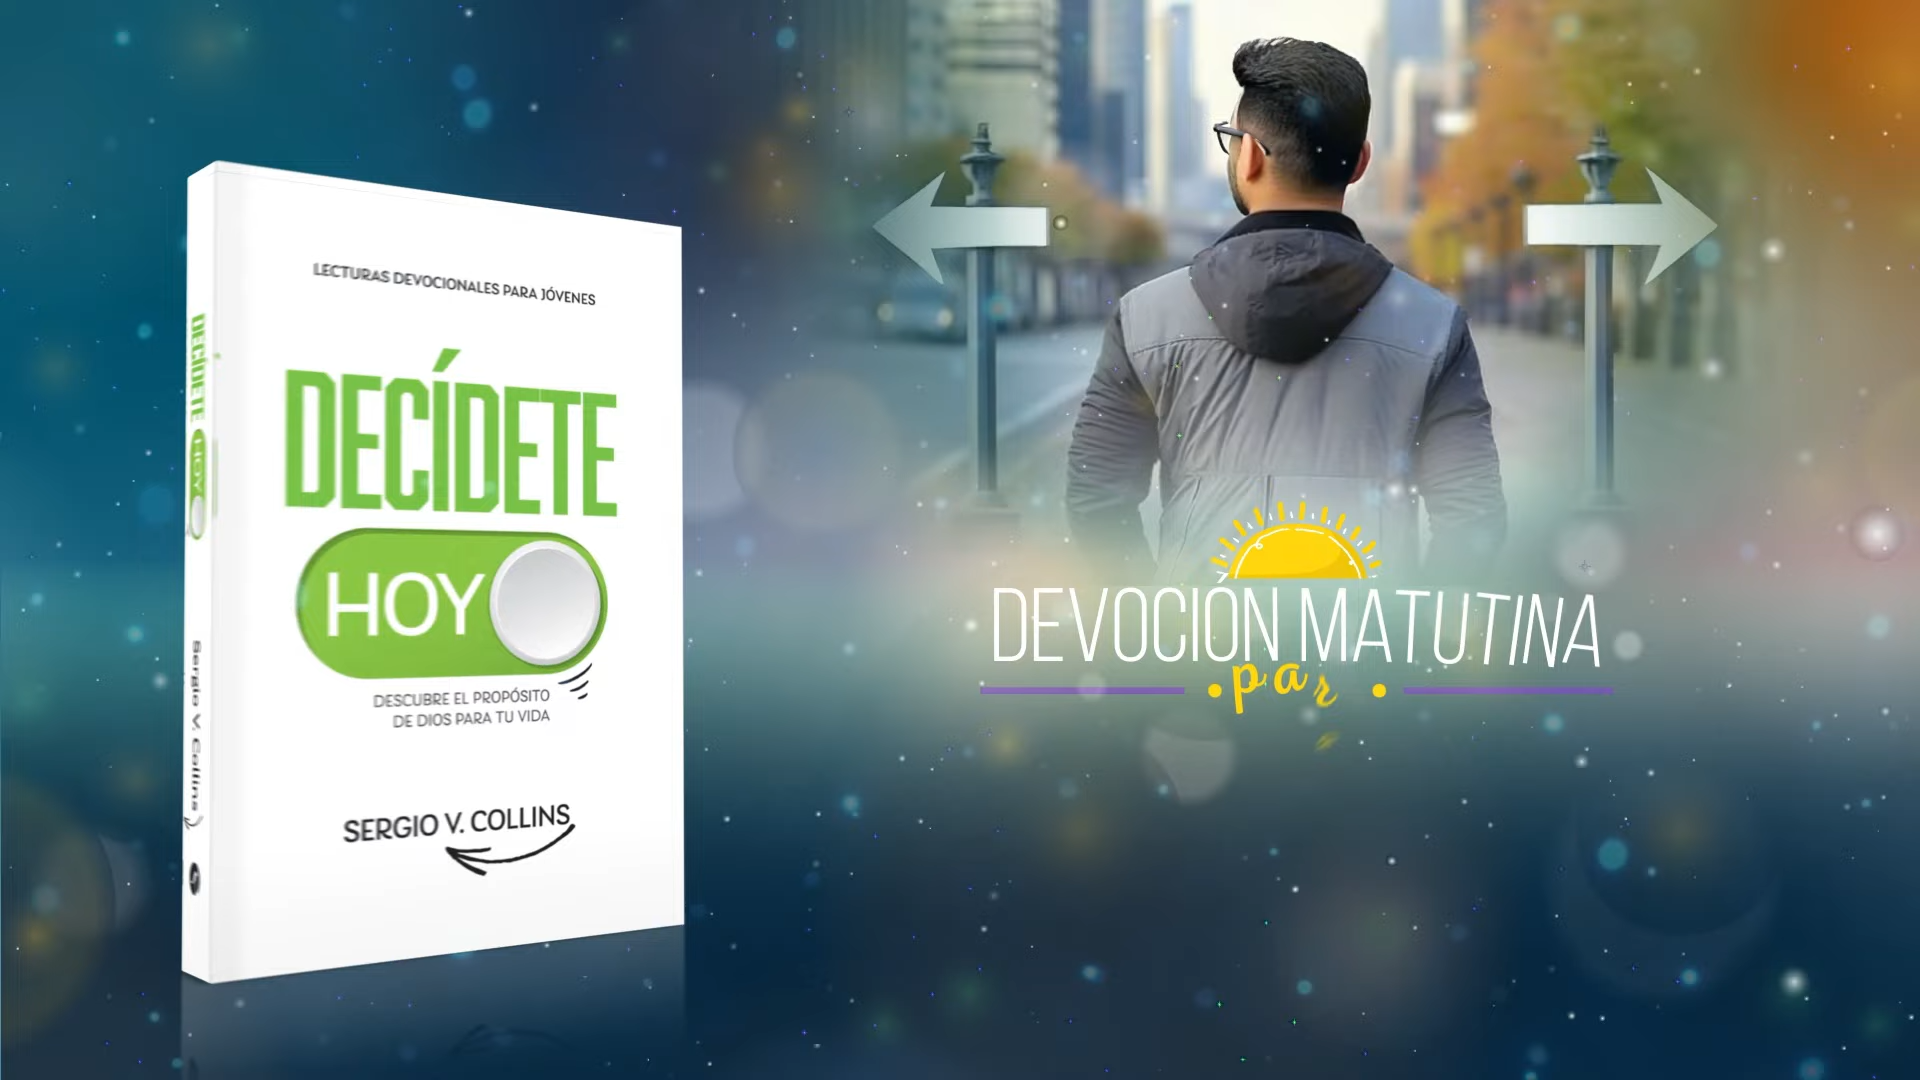 LECTURAS DEVOCIONALES PARA JÓVENES
DECÍDETE
HOY
DESCUBRE EL PROPÓSITO
DE DIOS PARA TU VIDA
SERGIO V. COLLINS
DECÍDETE HOY
Sergio V. Collins
DEVOCIÓN MATUTINA
par